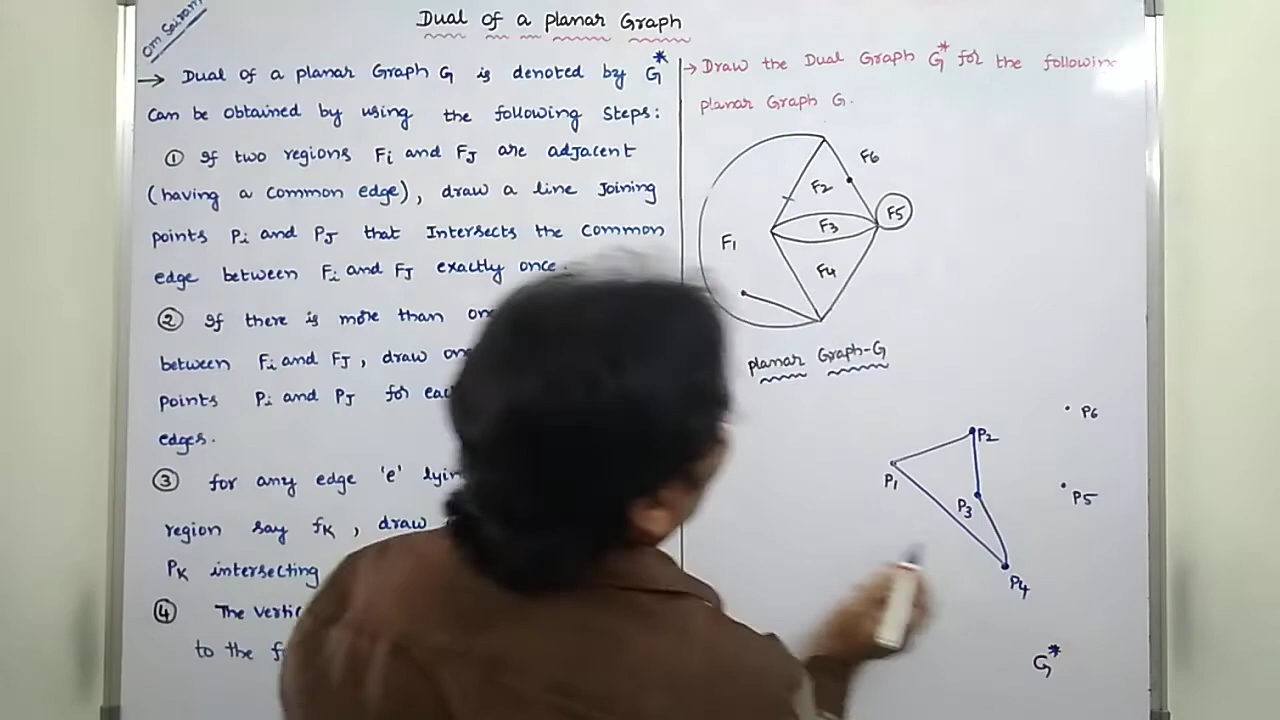 Om Sairam
Dual of a planar Graph
→ Dual of a planar Graph G is denoted by G*
can be obtained by using the following Steps:
① If two regions Fi and FJ are adjacent
(having a common edge), draw a line Joining
points Pi and PJ that Intersects the common
edge between Fi and FJ exactly once.
② If there is more than
between Fi and FJ, draw
points Pi and PJ for
edges.
③ for any edge 'e'
region say fK, draw
PK intersecting
④ The
to the
→ Draw the Dual Graph G* for the
planar Graph G.
F6
F2
F5
F3
F1
F4
planar Graph-G
P6
P2
P1
P5
P3
P4
G*